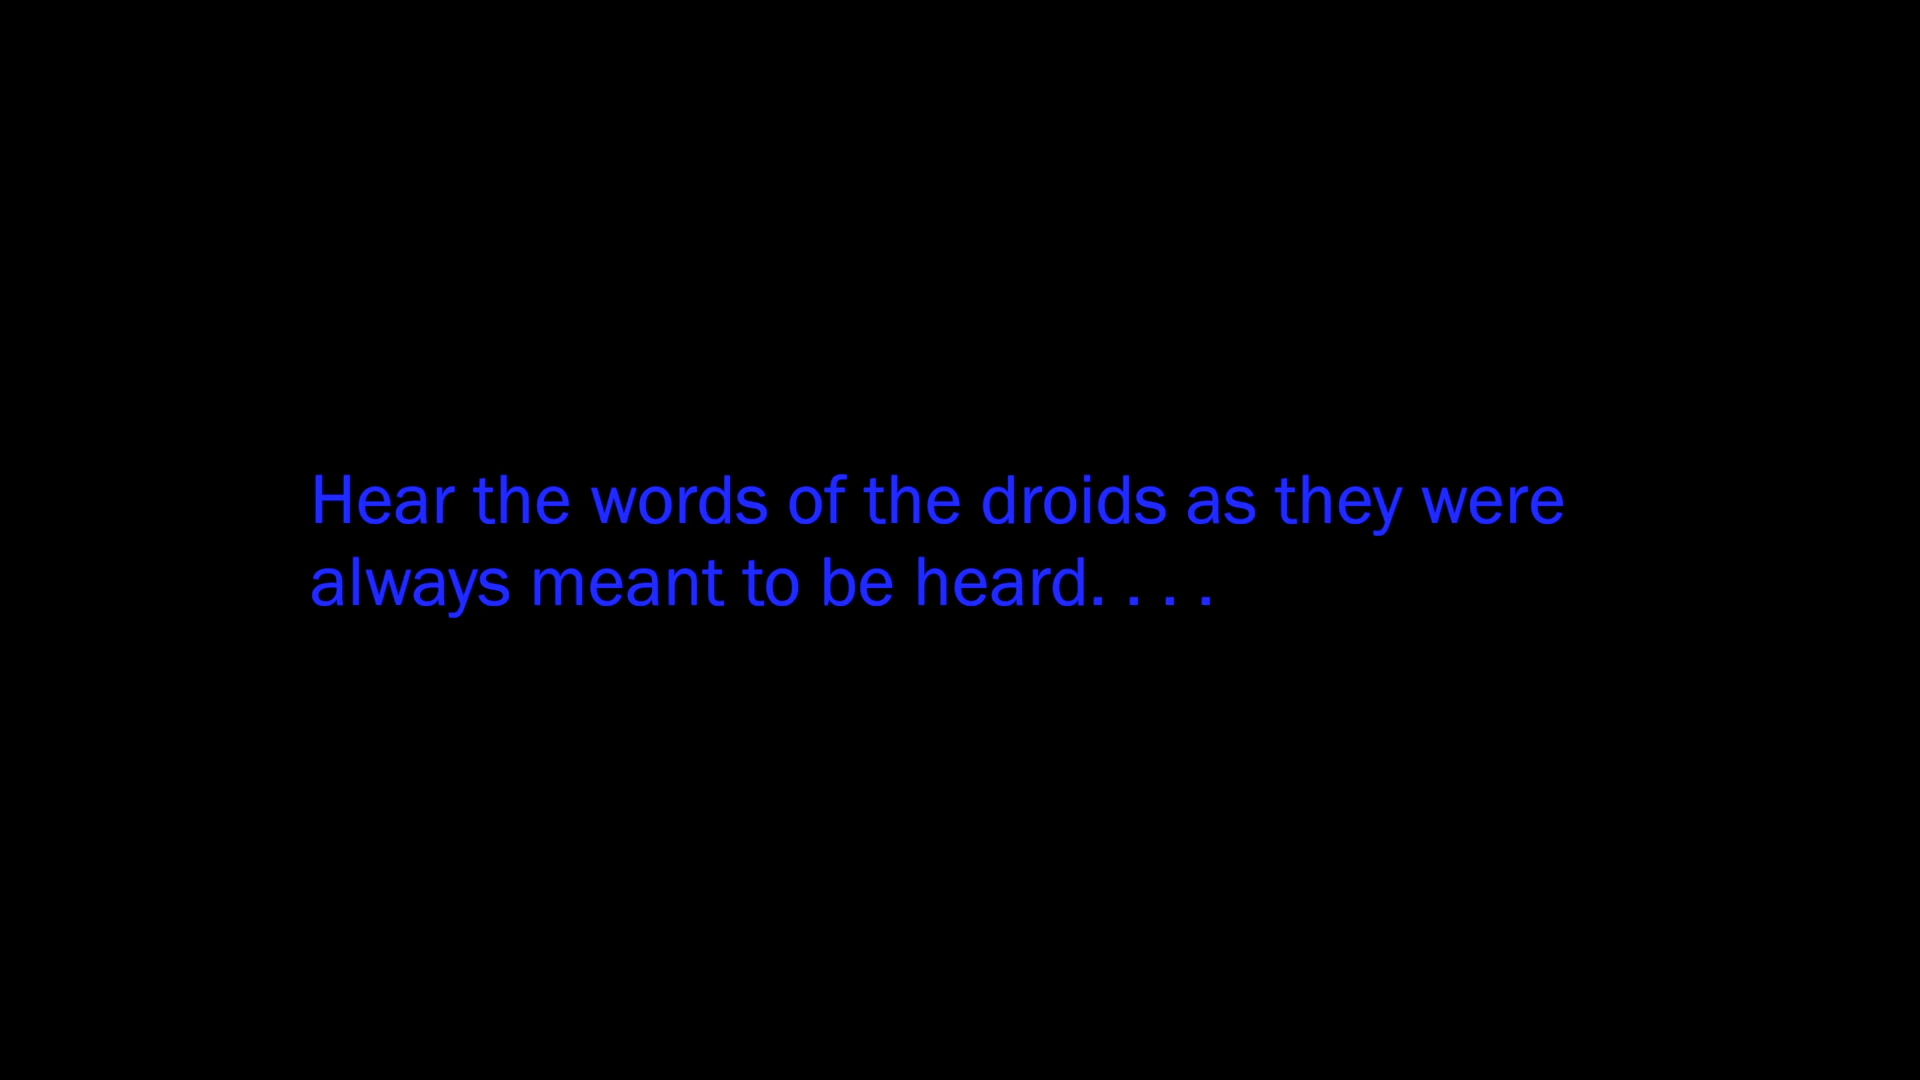 Hear the words of the droids as they were
always meant to be heard. . . .